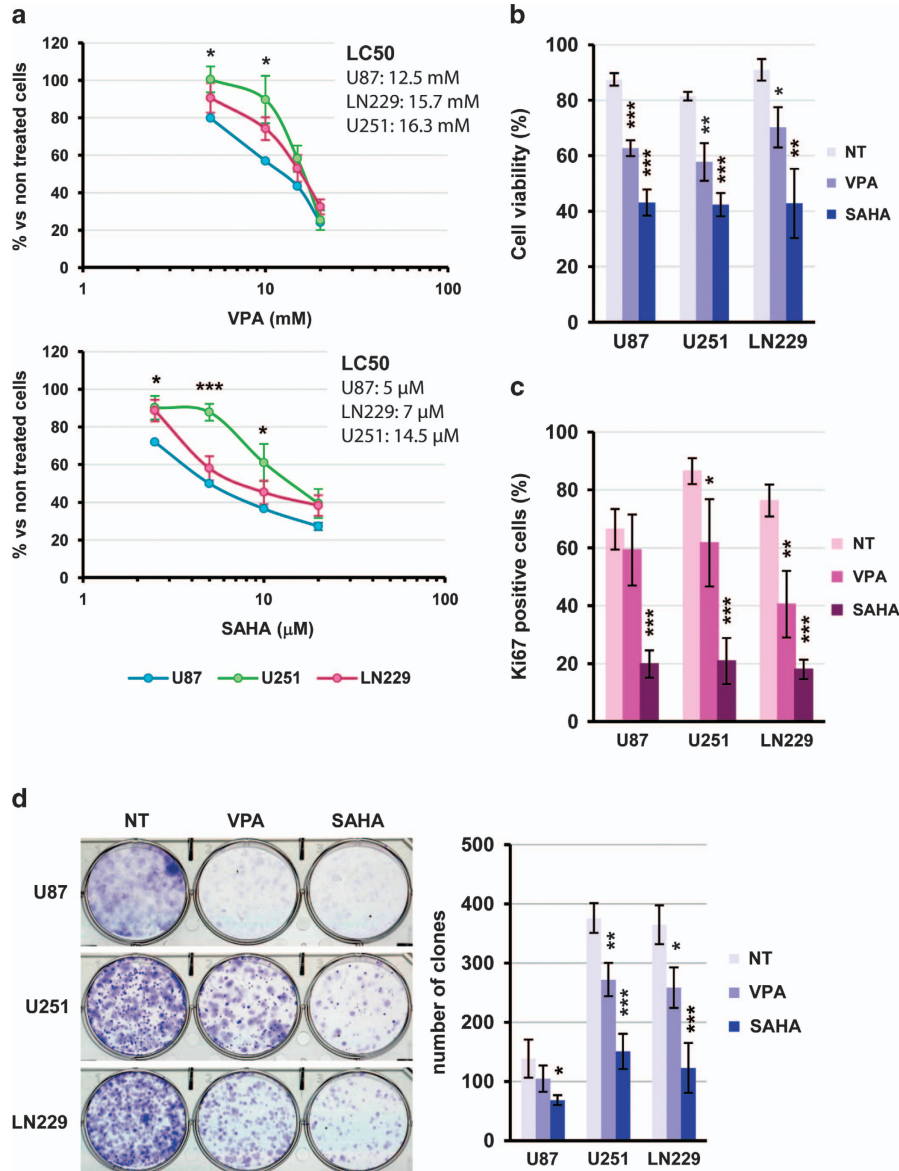 a
% vs non treated cells
120
100
80
60
40
20
0
* *
LC50
U87: 12.5 mM
LN229: 15.7 mM
U251: 16.3 mM
1 10 100
VPA (mM)
% vs non treated cells
120
100
80
60
40
20
0
* *** *
LC50
U87: 5 µM
LN229: 7 µM
U251: 14.5 µM
1 10 100
SAHA (µM)
U87 U251 LN229
b
Cell viability (%)
100
80
60
40
20
0
*** *** ** *** * **
NT
VPA
SAHA
U87 U251 LN229
c
Ki67 positive cells (%)
100
80
60
40
20
0
*** * *** ** ***
NT
VPA
SAHA
U87 U251 LN229
d
NT VPA SAHA
U87
U251
LN229
number of clones
500
400
300
200
100
0
* ** *** * ***
NT
VPA
SAHA
U87 U251 LN229